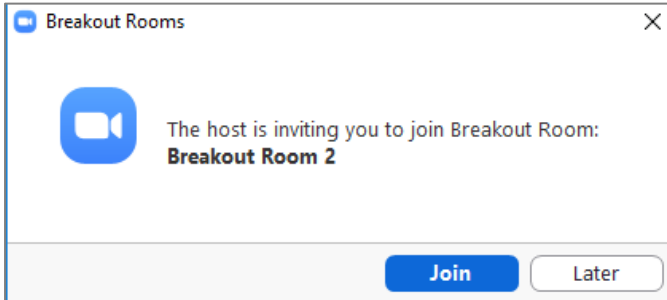 Breakout Rooms
The host is inviting you to join Breakout Room:
Breakout Room 2
Join Later